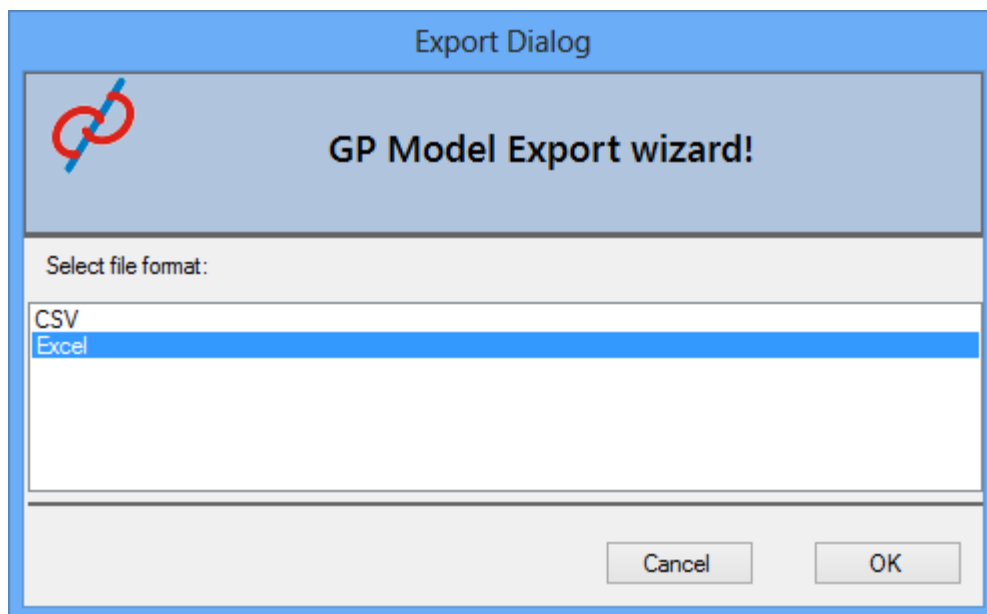 Export Dialog
GP Model Export wizard!
Select file format:
CSV
Excel
Cancel OK